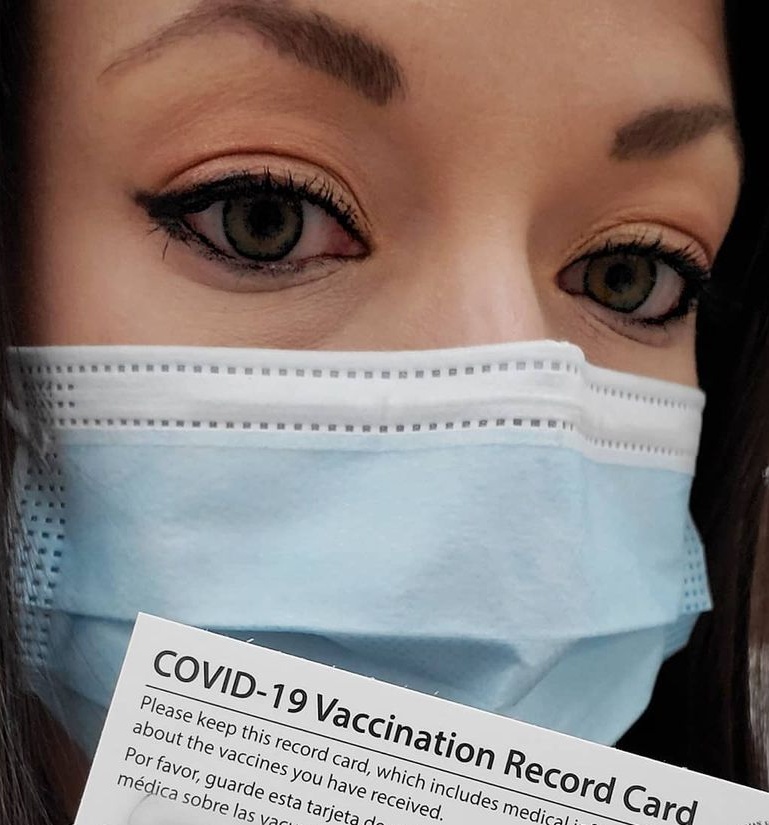 COVID-19 Vaccination Record Card
Please keep this record card, which includes medical
about the vaccines you have received.
Por favor, guarde esta tarjeta de
médica sobre las